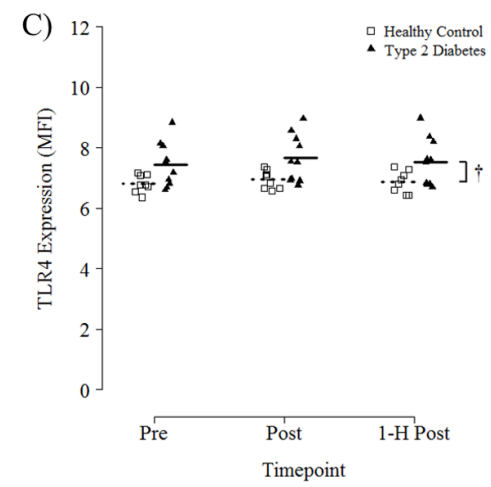 C)
Healthy Control
Type 2 Diabetes
TLR4 Expression (MFI)
12
10
8
6
4
2
0
†
Pre
Post
1-H Post
Timepoint